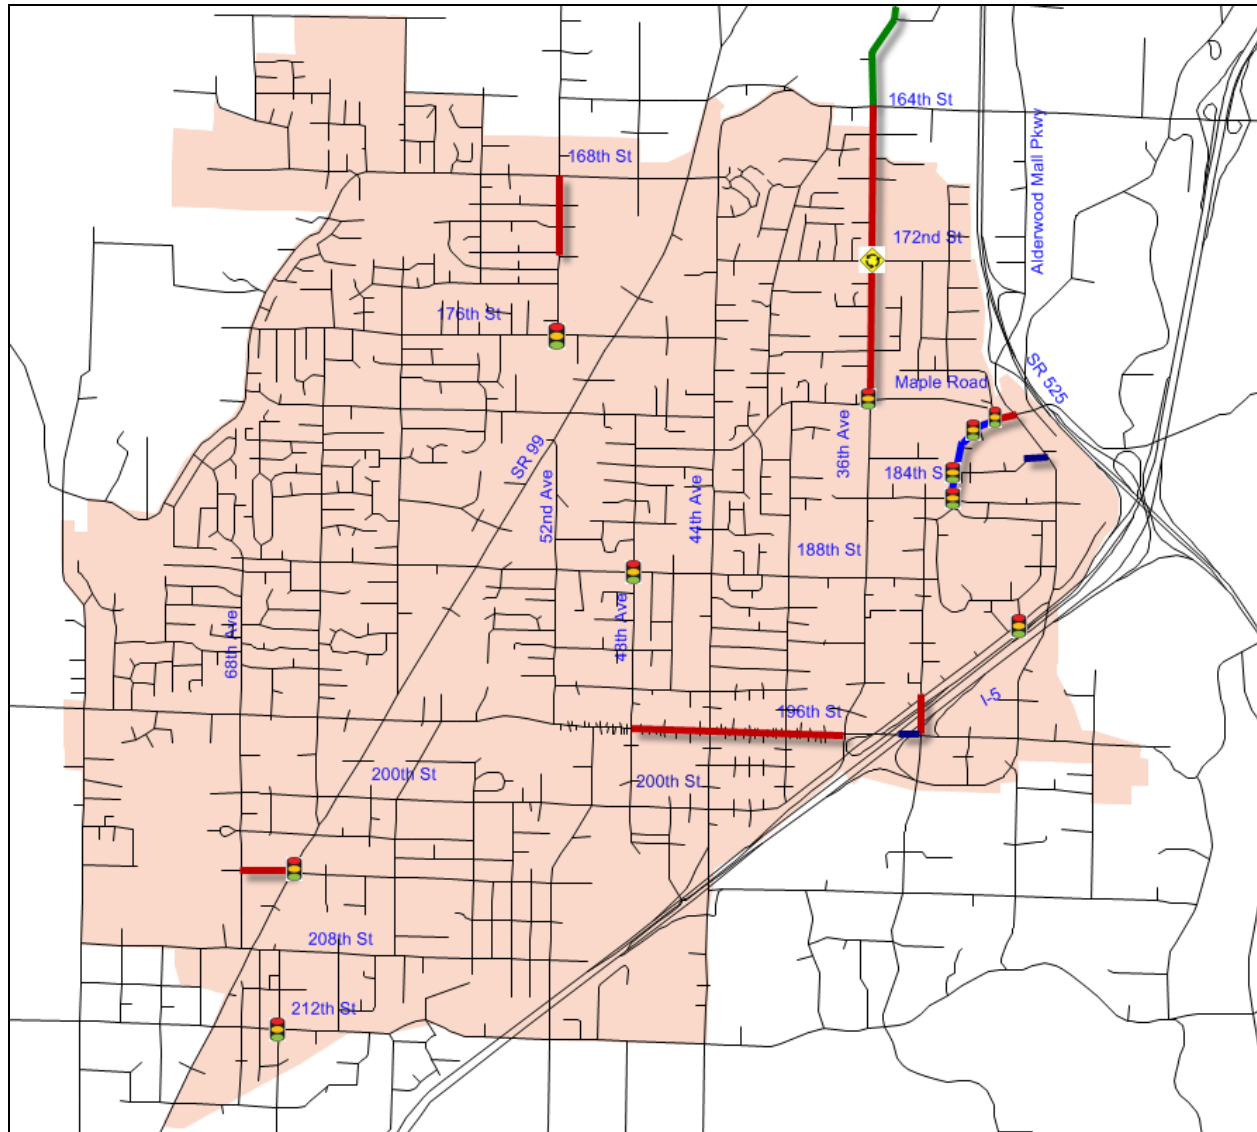 164th St
168th St
Alderwood Mall Pkwy
172nd St
176th St
SR 525
Maple Road
36th Ave
SR 99
184th S
52nd Ave
44th Ave
188th St
68th Ave
48th Ave
I-5
196th St
200th St
200th St
208th St
212th St